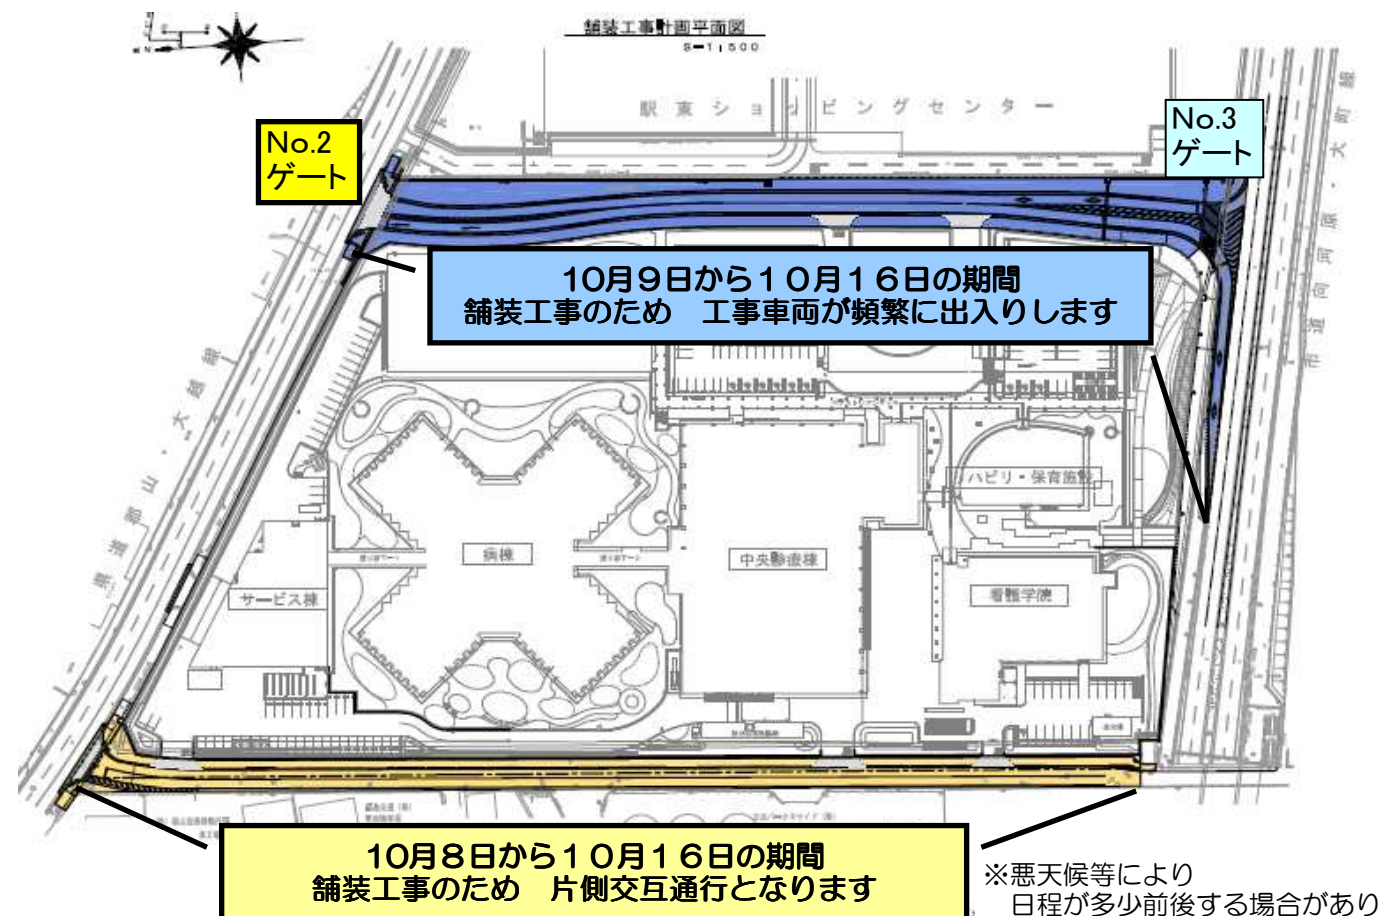 舗装工事計画平面図
S=1:500
駅東ショッピングセンター
No.2
ゲート
No.3
ゲート
市道向河原・大町線
10月9日から10月16日の期間
舗装工事のため　工事車両が頻繁に出入りします
県道郡山・大越線
リハビリ・保育施設
病棟
中央診療棟
サービス棟
看護学院
10月8日から10月16日の期間
舗装工事のため　片側交互通行となります
※悪天候等により
日程が多少前後する場合があり